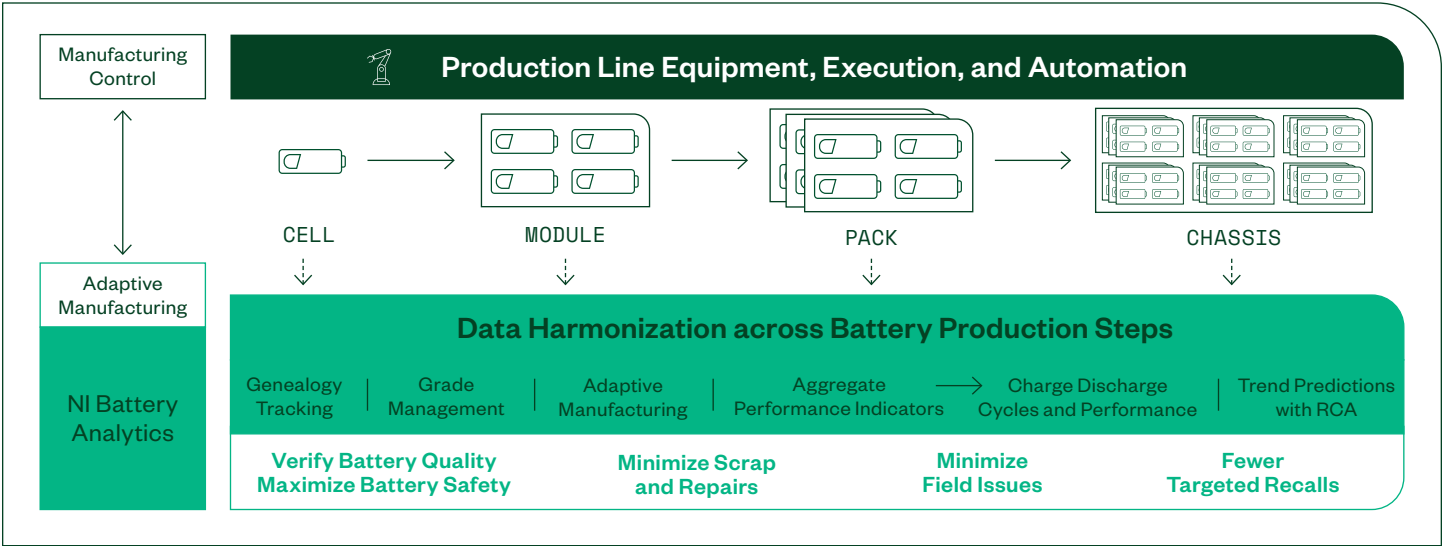 Manufacturing
Control
Production Line Equipment, Execution, and Automation
CELL
MODULE
PACK
CHASSIS
Adaptive
Manufacturing
NI Battery
Analytics
Data Harmonization across Battery Production Steps
Genealogy
Tracking
Grade
Management
Adaptive
Manufacturing
Aggregate
Performance Indicators
Charge Discharge
Cycles and Performance
Trend Predictions
with RCA
Verify Battery Quality
Maximize Battery Safety
Minimize Scrap
and Repairs
Minimize
Field Issues
Fewer
Targeted Recalls